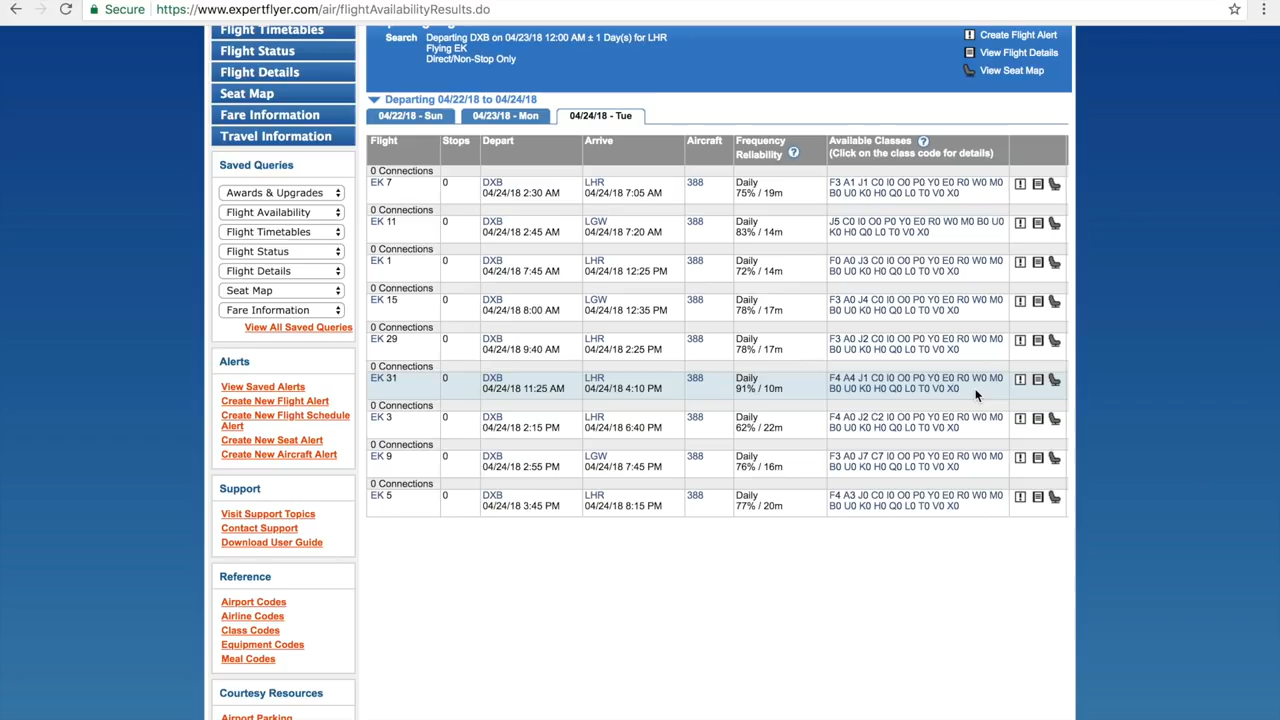 https://www.expertflyer.com/air/flightAvailabilityResults.do
Secure
Flight Timetables
Flight Status
Flight Details
Seat Map
Fare Information
Travel Information
Saved Queries
Awards & Upgrades
Flight Availability
Flight Timetables
Flight Status
Flight Details
Seat Map
Fare Information
View All Saved Queries
Alerts
View Saved Alerts
Create New Flight Alert
Create New Flight Schedule
Alert
Create New Seat Alert
Create New Aircraft Alert
Support
Visit Support Topics
Contact Support
Download User Guide
Reference
Airport Codes
Airline Codes
Class Codes
Equipment Codes
Meal Codes
Courtesy Resources
Airport Parking
Search Departing DXB on 04/23/18 12:00 AM ± 1 Day(s) for LHR
Flying EK
Direct/Non-Stop Only
Create Flight Alert
View Flight Details
View Seat Map
Departing 04/22/18 to 04/24/18
04/22/18 - Sun 04/23/18 - Mon 04/24/18 - Tue
Flight Stops Depart Arrive Aircraft Frequency Available Classes ?
Reliability ? (Click on the class code for details)
0 Connections
EK 7 0 DXB LHR 388 Daily F3 A1 J1 C0 I0 O0 P0 Y0 E0 R0 W0 M0
04/24/18 2:30 AM 04/24/18 7:05 AM 75% / 19m B0 U0 K0 H0 Q0 L0 T0 V0 X0
0 Connections
EK 11 0 DXB LGW 388 Daily J5 C0 I0 O0 P0 Y0 E0 R0 W0 M0 B0 U0
04/24/18 2:45 AM 04/24/18 7:20 AM 83% / 14m K0 H0 Q0 L0 T0 V0 X0
0 Connections
EK 1 0 DXB LHR 388 Daily F0 A0 J3 C0 I0 O0 P0 Y0 E0 R0 W0 M0
04/24/18 7:45 AM 04/24/18 12:25 PM 72% / 14m B0 U0 K0 H0 Q0 L0 T0 V0 X0
0 Connections
EK 15 0 DXB LGW 388 Daily F3 A0 J4 C0 I0 O0 P0 Y0 E0 R0 W0 M0
04/24/18 8:00 AM 04/24/18 12:35 PM 78% / 17m B0 U0 K0 H0 Q0 L0 T0 V0 X0
0 Connections
EK 29 0 DXB LHR 388 Daily F3 A0 J2 C0 I0 O0 P0 Y0 E0 R0 W0 M0
04/24/18 9:40 AM 04/24/18 2:25 PM 78% / 17m B0 U0 K0 H0 Q0 L0 T0 V0 X0
0 Connections
EK 31 0 DXB LHR 388 Daily F4 A4 J1 C0 I0 O0 P0 Y0 E0 R0 W0 M0
04/24/18 11:25 AM 04/24/18 4:10 PM 91% / 10m B0 U0 K0 H0 Q0 L0 T0 V0 X0
0 Connections
EK 3 0 DXB LHR 388 Daily F4 A0 J2 C2 I0 O0 P0 Y0 E0 R0 W0 M0
04/24/18 2:15 PM 04/24/18 6:40 PM 62% / 22m B0 U0 K0 H0 Q0 L0 T0 V0 X0
0 Connections
EK 9 0 DXB LGW 388 Daily F3 A0 J7 C7 I0 O0 P0 Y0 E0 R0 W0 M0
04/24/18 2:55 PM 04/24/18 7:45 PM 76% / 16m B0 U0 K0 H0 Q0 L0 T0 V0 X0
0 Connections
EK 5 0 DXB LHR 388 Daily F4 A3 J0 C0 I0 O0 P0 Y0 E0 R0 W0 M0
04/24/18 3:45 PM 04/24/18 8:15 PM 77% / 20m B0 U0 K0 H0 Q0 L0 T0 V0 X0